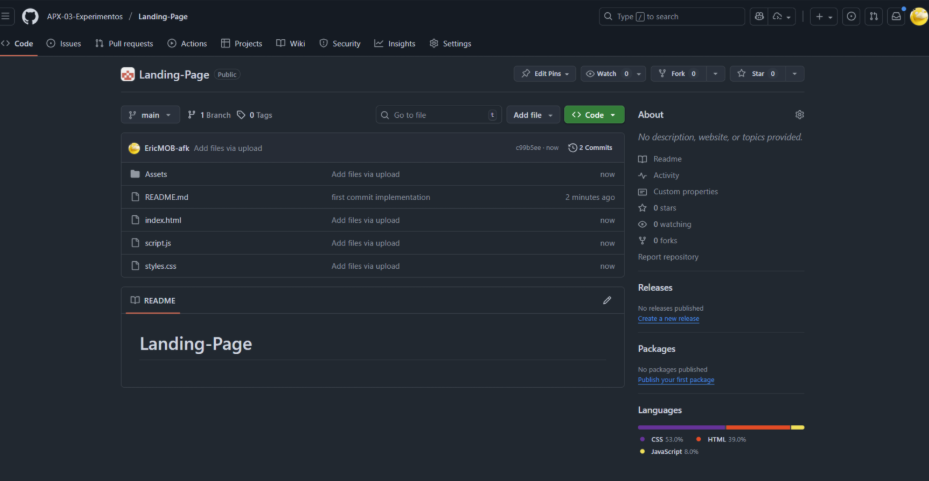 APX-03-Experimentos / Landing-Page
Type / to search
Code Issues Pull requests Actions Projects Wiki Security Insights Settings
Landing-Page Public
Edit Pins Watch 0 Fork 0 Star 0
main 1 Branch 0 Tags Go to file t Add file Code
EricMOB-afk Add files via upload c99b5ee · now 2 Commits
Assets Add files via upload now
README.md first commit implementation 2 minutes ago
index.html Add files via upload now
script.js Add files via upload now
styles.css Add files via upload now
README
Landing-Page
About
No description, website, or topics provided.
Readme
Activity
Custom properties
0 stars
0 watching
0 forks
Report repository
Releases
No releases published
Create a new release
Packages
No packages published
Publish your first package
Languages
CSS 53.0% HTML 39.0%
JavaScript 8.0%